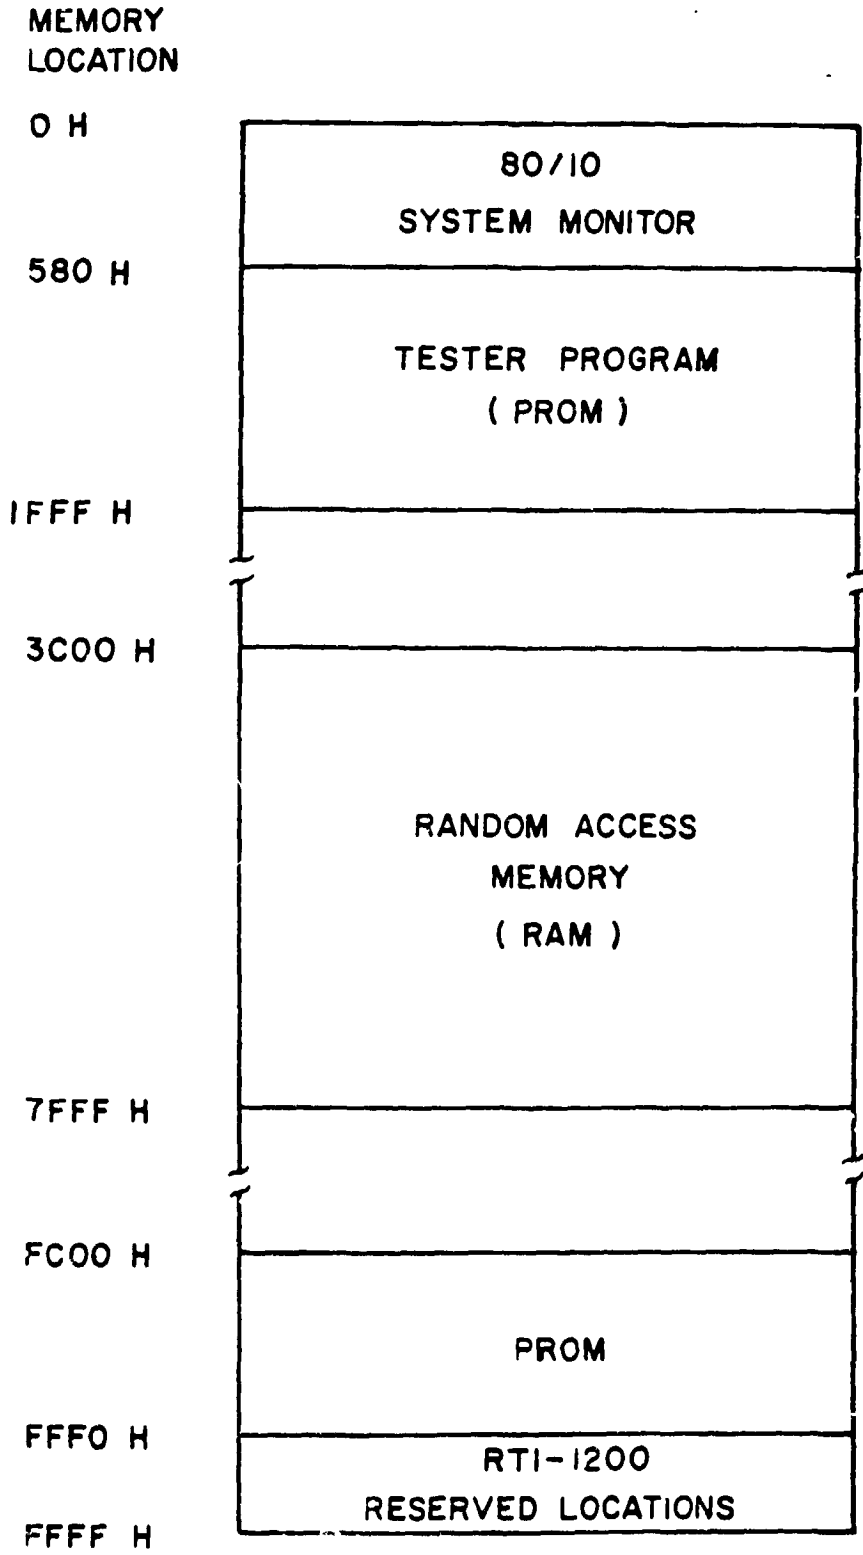 MEMORY
LOCATION
0 H
80/10
SYSTEM MONITOR
580 H
TESTER PROGRAM
( PROM )
1FFF H
3C00 H
RANDOM ACCESS
MEMORY
( RAM )
7FFF H
FC00 H
PROM
FFF0 H
RTI-1200
RESERVED LOCATIONS
FFFF H